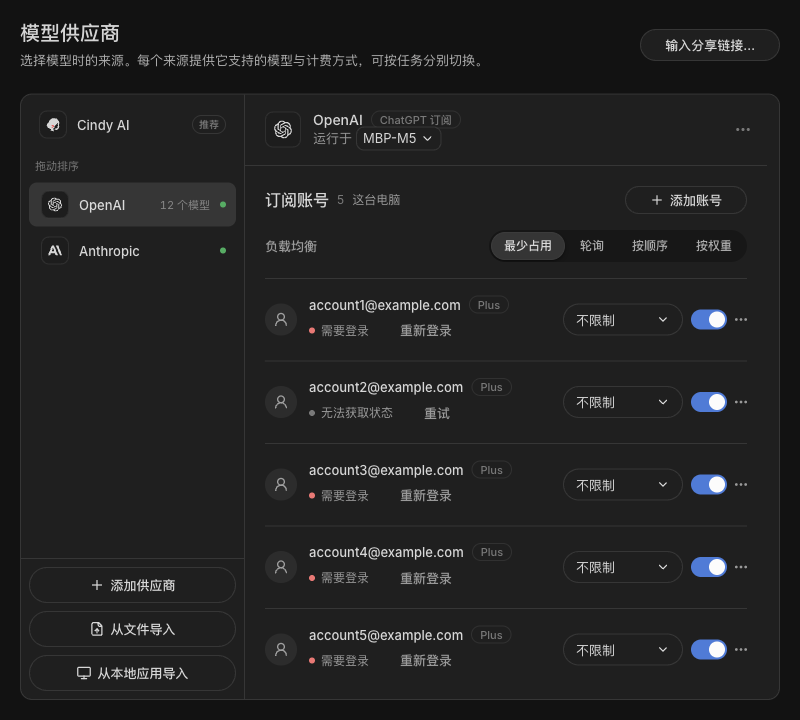 模型供应商
选择模型时的来源。每个来源提供它支持的模型与计费方式，可按任务分别切换。
输入分享链接...
Cindy AI 推荐
拖动排序
OpenAI 12 个模型
Anthropic
添加供应商
从文件导入
从本地应用导入
OpenAI ChatGPT 订阅
运行于 MBP-M5
订阅账号 5 这台电脑
添加账号
负载均衡
最少占用 轮询 按顺序 按权重
account1@example.com Plus
需要登录 重新登录
不限制
account2@example.com Plus
无法获取状态 重试
不限制
account3@example.com Plus
需要登录 重新登录
不限制
account4@example.com Plus
需要登录 重新登录
不限制
account5@example.com Plus
需要登录 重新登录
不限制